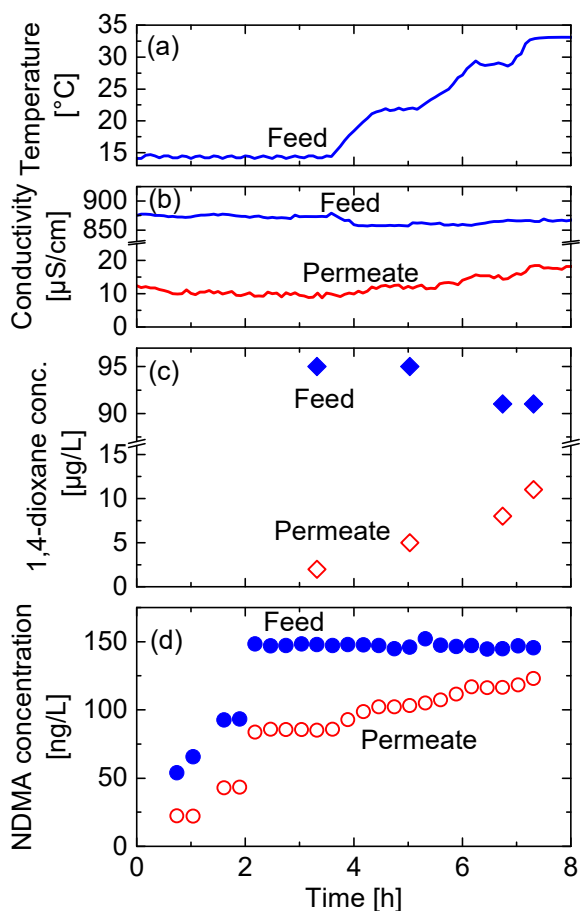 (a)
Temperature
[°C]
35
30
25
20
15
Feed
(b)
Conductivity
[µS/cm]
900
850
20
10
0
Feed
Permeate
(c)
1,4-dioxane conc.
[µg/L]
95
90
15
10
5
0
Feed
Permeate
(d)
NDMA concentration
[ng/L]
150
100
50
0
Feed
Permeate
0 2 4 6 8
Time [h]